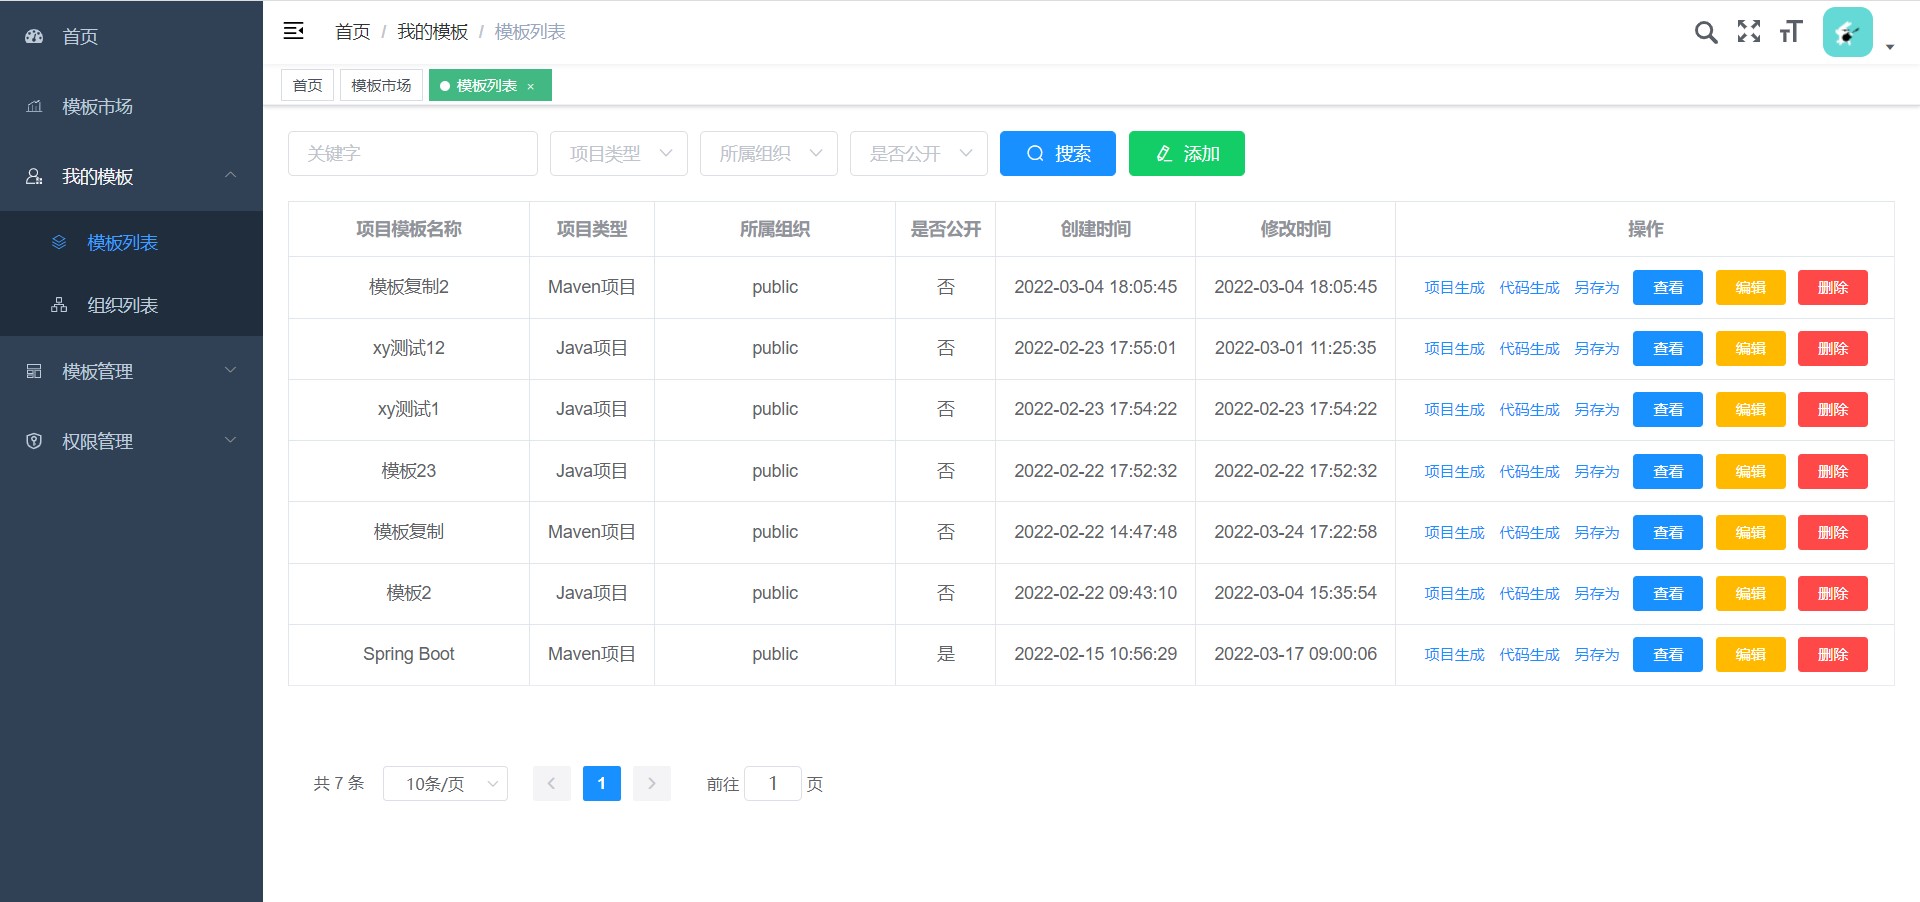 首页
模板市场
我的模板
模板列表
组织列表
模板管理
权限管理
首页 / 我的模板 / 模板列表
首页 模板市场 模板列表 ×
关键字 项目类型 所属组织 是否公开 搜索 添加
项目模板名称 项目类型 所属组织 是否公开 创建时间 修改时间 操作
模板复制2 Maven项目 public 否 2022-03-04 18:05:45 2022-03-04 18:05:45 项目生成 代码生成 另存为 查看 编辑 删除
xy测试12 Java项目 public 否 2022-02-23 17:55:01 2022-03-01 11:25:35 项目生成 代码生成 另存为 查看 编辑 删除
xy测试1 Java项目 public 否 2022-02-23 17:54:22 2022-02-23 17:54:22 项目生成 代码生成 另存为 查看 编辑 删除
模板23 Java项目 public 否 2022-02-22 17:52:32 2022-02-22 17:52:32 项目生成 代码生成 另存为 查看 编辑 删除
模板复制 Maven项目 public 否 2022-02-22 14:47:48 2022-03-24 17:22:58 项目生成 代码生成 另存为 查看 编辑 删除
模板2 Java项目 public 否 2022-02-22 09:43:10 2022-03-04 15:35:54 项目生成 代码生成 另存为 查看 编辑 删除
Spring Boot Maven项目 public 是 2022-02-15 10:56:29 2022-03-17 09:00:06 项目生成 代码生成 另存为 查看 编辑 删除
共 7 条 10条/页 1 前往 1 页